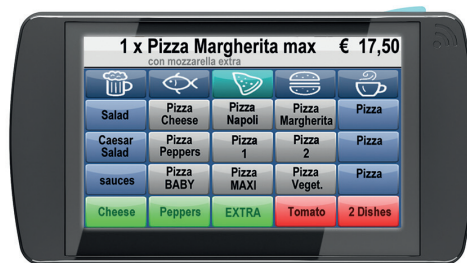 1 x Pizza Margherita max € 17,50
con mozzarella extra
Salad
Pizza
Cheese
Pizza
Napoli
Pizza
Margherita
Pizza
Caesar
Salad
Pizza
Peppers
Pizza
1
Pizza
2
Pizza
sauces
Pizza
BABY
Pizza
MAXI
Pizza
Veget.
Pizza
Cheese
Peppers
EXTRA
Tomato
2 Dishes